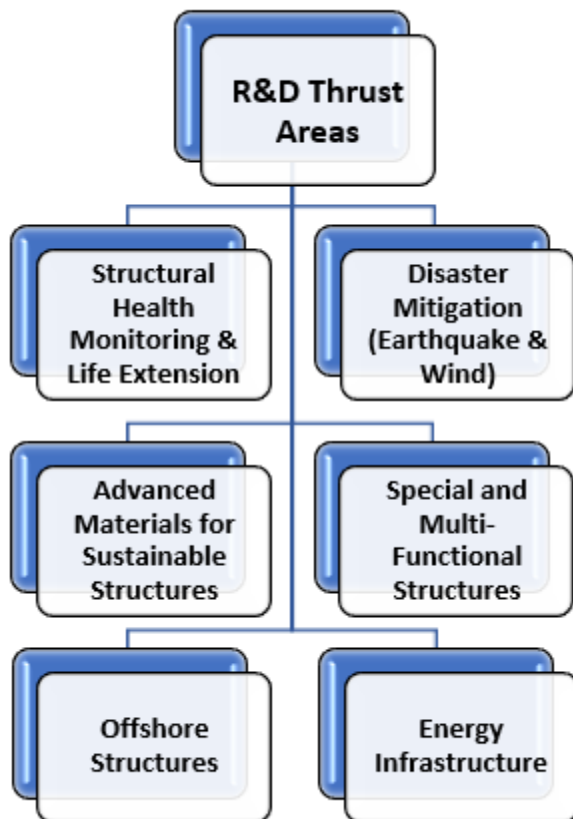 R&D Thrust
Areas
Structural
Health
Monitoring &
Life Extension
Disaster
Mitigation
(Earthquake &
Wind)
Advanced
Materials for
Sustainable
Structures
Special and
Multi-
Functional
Structures
Offshore
Structures
Energy
Infrastructure